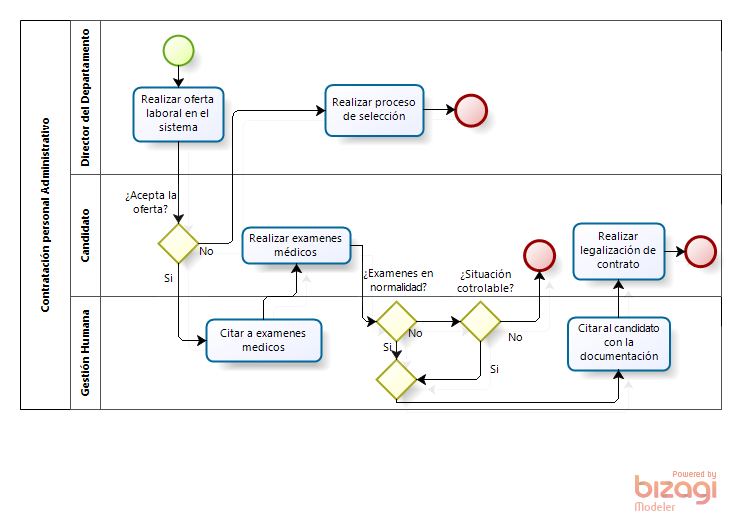 Contratación personal Administrativo
Director del Departamento
Realizar oferta
laboral en el
sistema
Realizar proceso
de selección
Candidato
¿Acepta la
oferta?
No
Si
Realizar examenes
médicos
¿Examenes en
normalidad?
¿Situación
cotrolable?
Realizar
legalización de
contrato
Gestión Humana
Citar a examenes
medicos
No
Si
No
Si
Citar al candidato
con la
documentación
Powered by
bizagi
Modeler